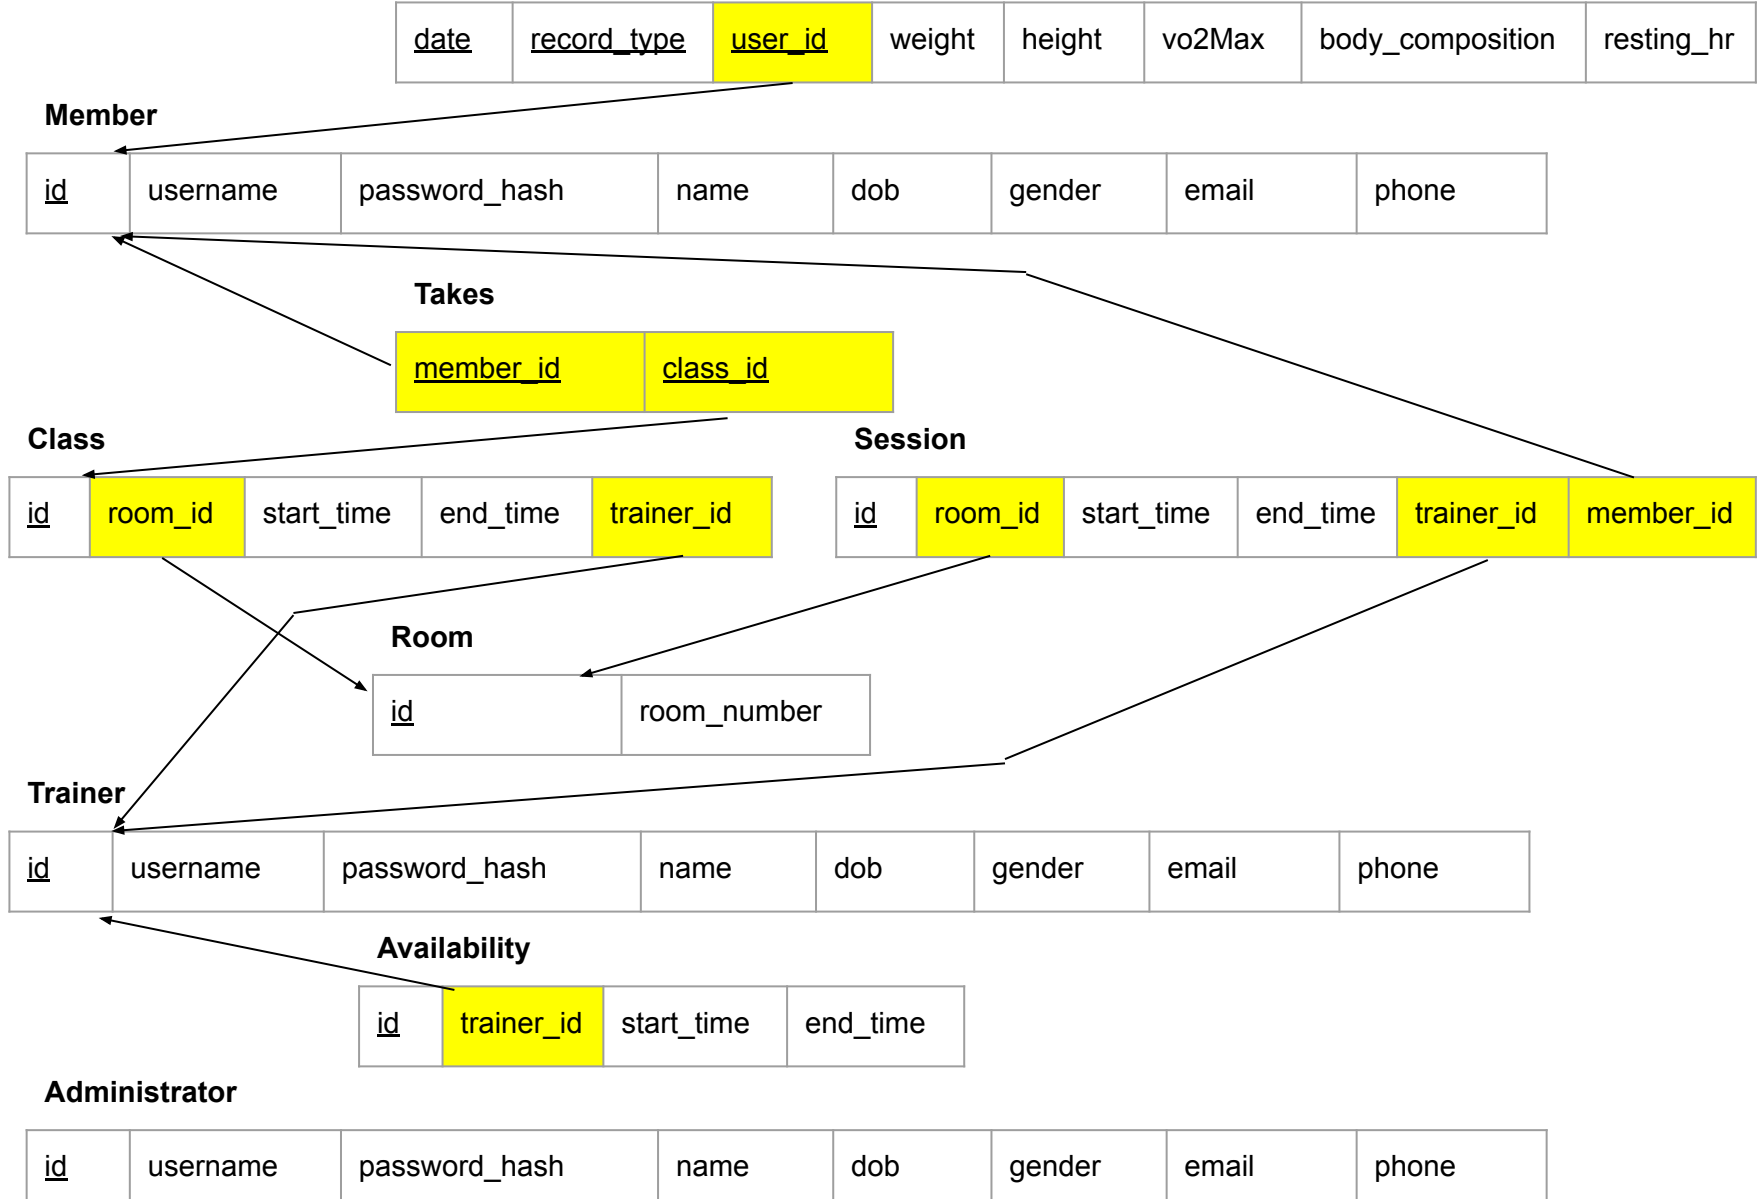 date record_type user_id weight height vo2Max body_composition resting_hr
Member
id username password_hash name dob gender email phone
Takes
member_id class_id
Class
Session
id room_id start_time end_time trainer_id
id room_id start_time end_time trainer_id member_id
Room
id room_number
Trainer
id username password_hash name dob gender email phone
Availability
id trainer_id start_time end_time
Administrator
id username password_hash name dob gender email phone